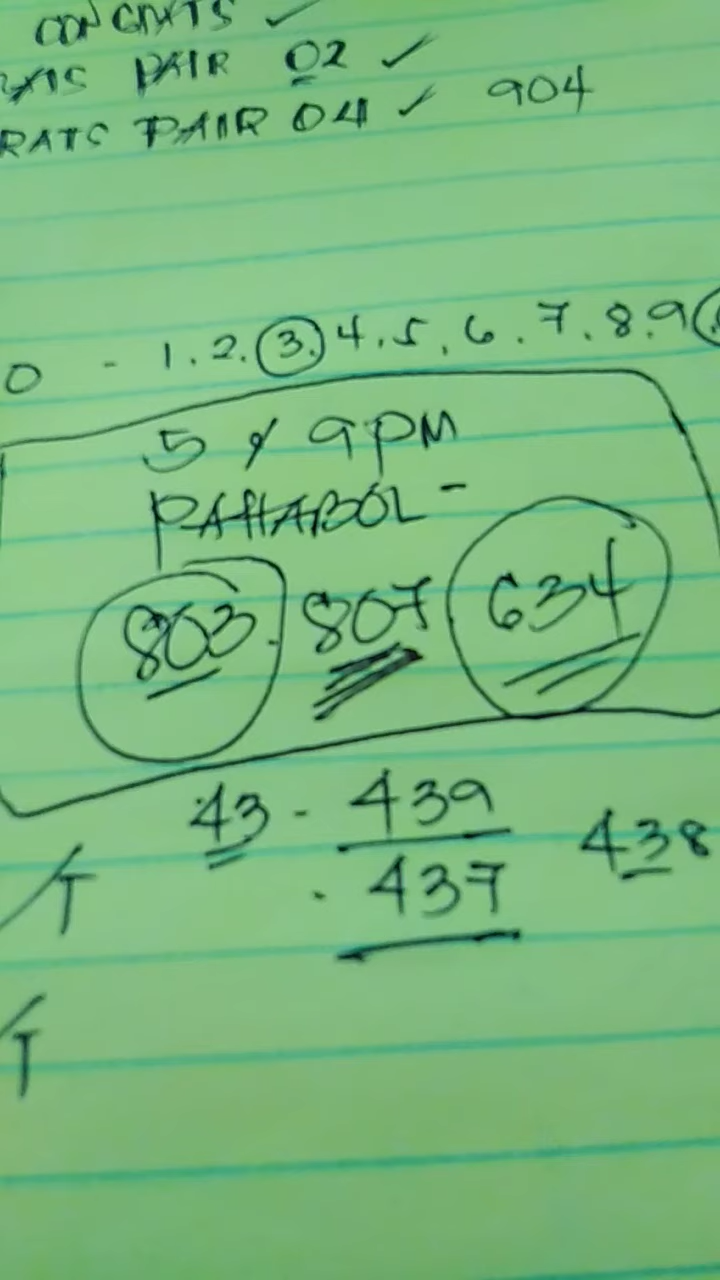 CONGRATS ✓
PAIR 02 ✓
RATS PAIR 04 ✓ 904
0 - 1. 2. 3. 4. 5. 6. 7. 8. 9
5 & 9PM
PAHABOL -
803. 807. 634
43 - 439 438
. 437
/T
/T